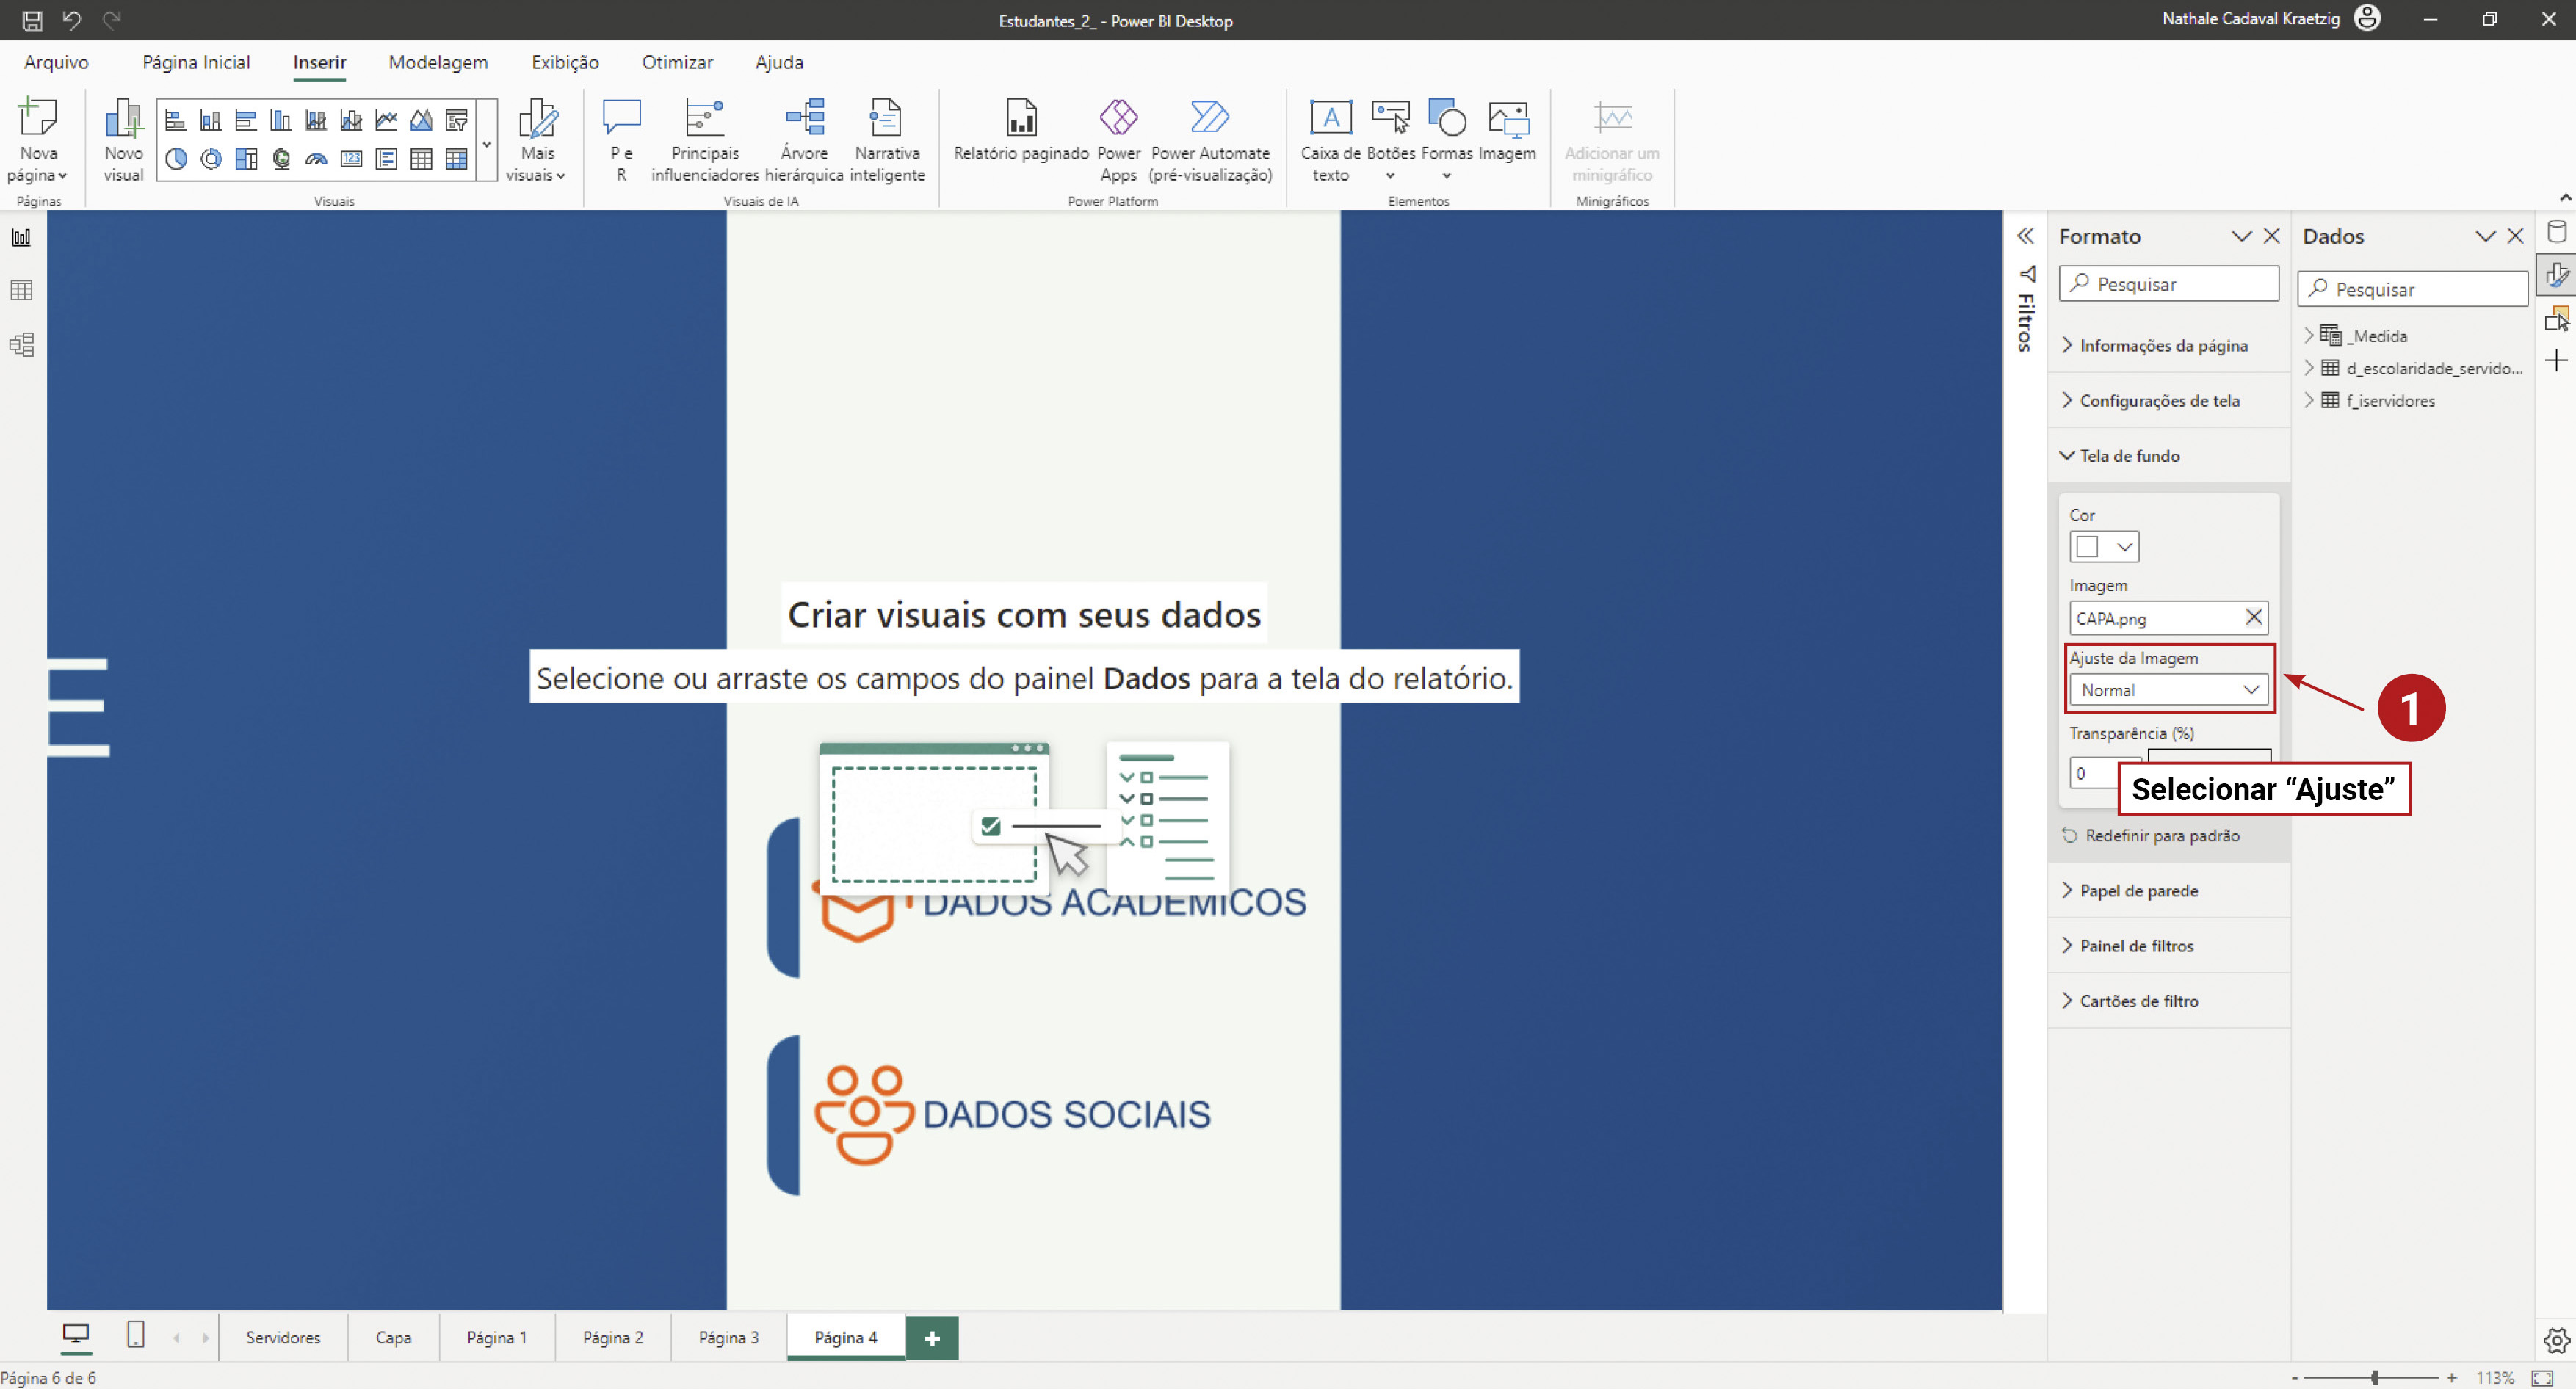 Estudantes_2_ - Power BI Desktop
Nathale Cadaval Kraetzig
Arquivo Página Inicial Inserir Modelagem Exibição Otimizar Ajuda
Nova página
Páginas
Novo visual
123
Mais visuais
Visuais
P e R
Principais influenciadores
Árvore hierárquica
Narrativa inteligente
Visuais de IA
Relatório paginado
Power Apps
Power Automate (pré-visualização)
Power Platform
A
Caixa de texto
Botões
Formas
Imagem
Elementos
Adicionar um minigráfico
Minigráficos
E
Criar visuais com seus dados
Selecione ou arraste os campos do painel Dados para a tela do relatório.
DADOS ACADÊMICOS
DADOS SOCIAIS
Filtros
Formato
Pesquisar
Informações da página
Configurações de tela
Tela de fundo
Cor
Imagem
CAPA.png
Ajuste da Imagem
Normal
1
Transparência (%)
0
Selecionar “Ajuste”
Redefinir para padrão
Papel de parede
Painel de filtros
Cartões de filtro
Dados
Pesquisar
_Medida
d_escolaridade_servido...
f_iservidores
Servidores Capa Página 1 Página 2 Página 3 Página 4 +
Página 6 de 6
- + 113%